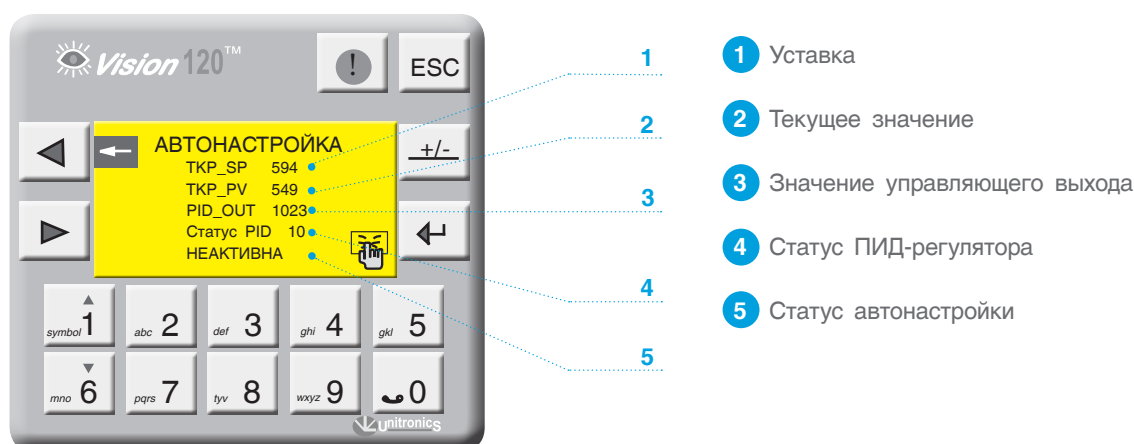 Vision 120™
!
ESC
АВТОНАСТРОЙКА
TKP_SP 594
TKP_PV 549
PID_OUT 1023
Статус PID 10
НЕАКТИВНА
+/-
symbol 1
abc 2
def 3
ghi 4
gkl 5
mno 6
pqrs 7
tyv 8
wxyz 9
0
Unitronics
1
2
3
4
5
1 Уставка
2 Текущее значение
3 Значение управляющего выхода
4 Статус ПИД-регулятора
5 Статус автонастройки